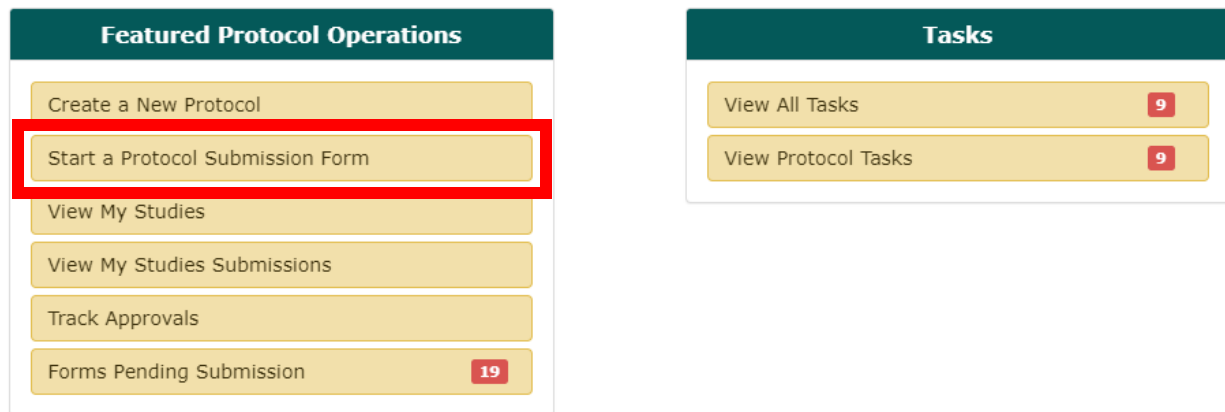 Featured Protocol Operations
Create a New Protocol
Start a Protocol Submission Form
View My Studies
View My Studies Submissions
Track Approvals
Forms Pending Submission 19
Tasks
View All Tasks 9
View Protocol Tasks 9